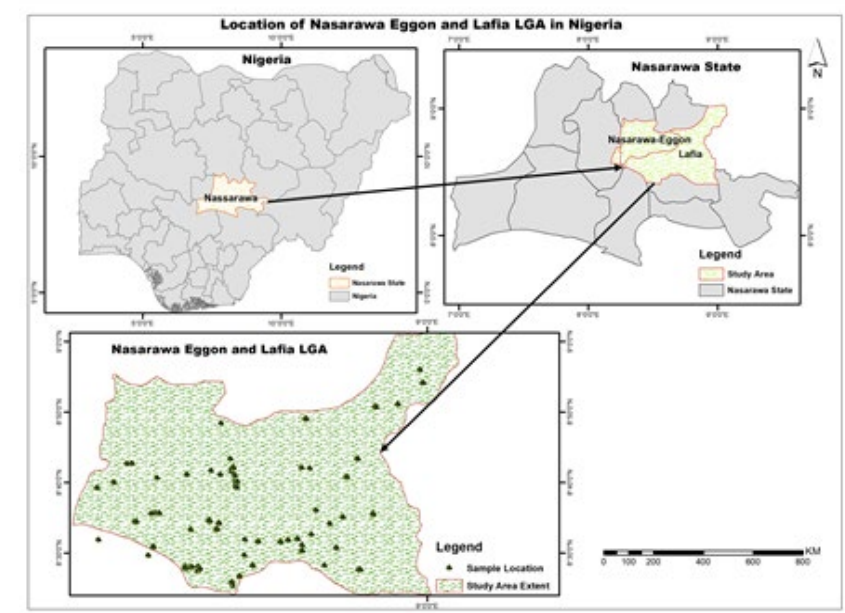 Location of Nasarawa Eggon and Lafia LGA in Nigeria
Nigeria
Nassarawa
Legend
Nasarawa State
Nigeria
Nasarawa State
N
Nasarawa-Eggon
Lafia
Legend
Study Area
Nasarawa State
Nasarawa Eggon and Lafia LGA
Legend
Sample Location
Study Area Extent
KM
0 100 200 400 600 800